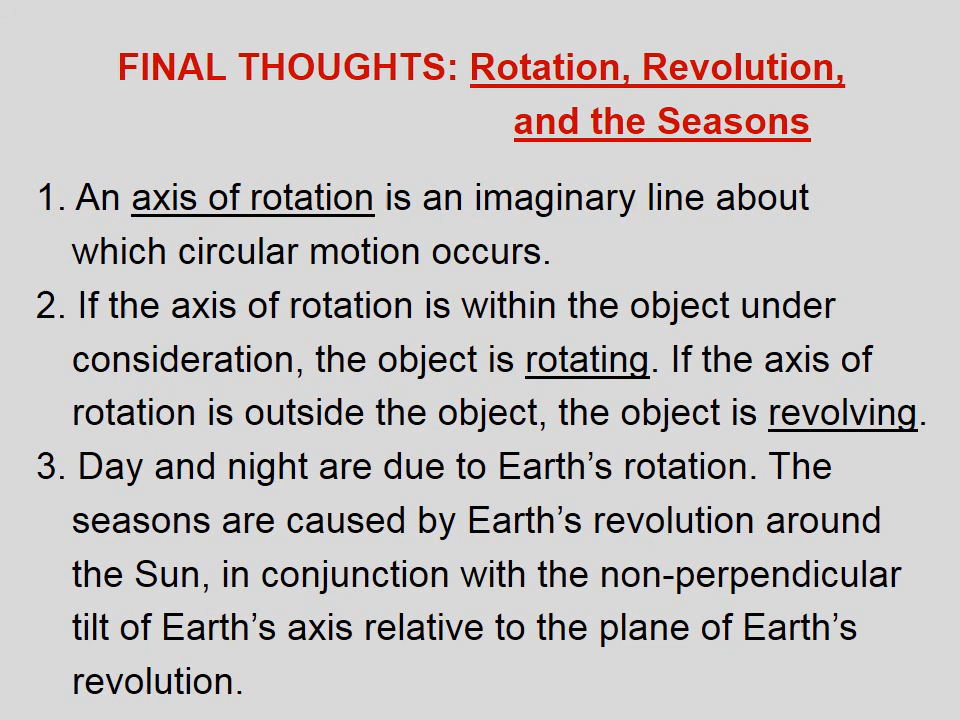 FINAL THOUGHTS: Rotation, Revolution,
and the Seasons
1. An axis of rotation is an imaginary line about
which circular motion occurs.
2. If the axis of rotation is within the object under
consideration, the object is rotating. If the axis of
rotation is outside the object, the object is revolving.
3. Day and night are due to Earth’s rotation. The
seasons are caused by Earth’s revolution around
the Sun, in conjunction with the non-perpendicular
tilt of Earth’s axis relative to the plane of Earth’s
revolution.